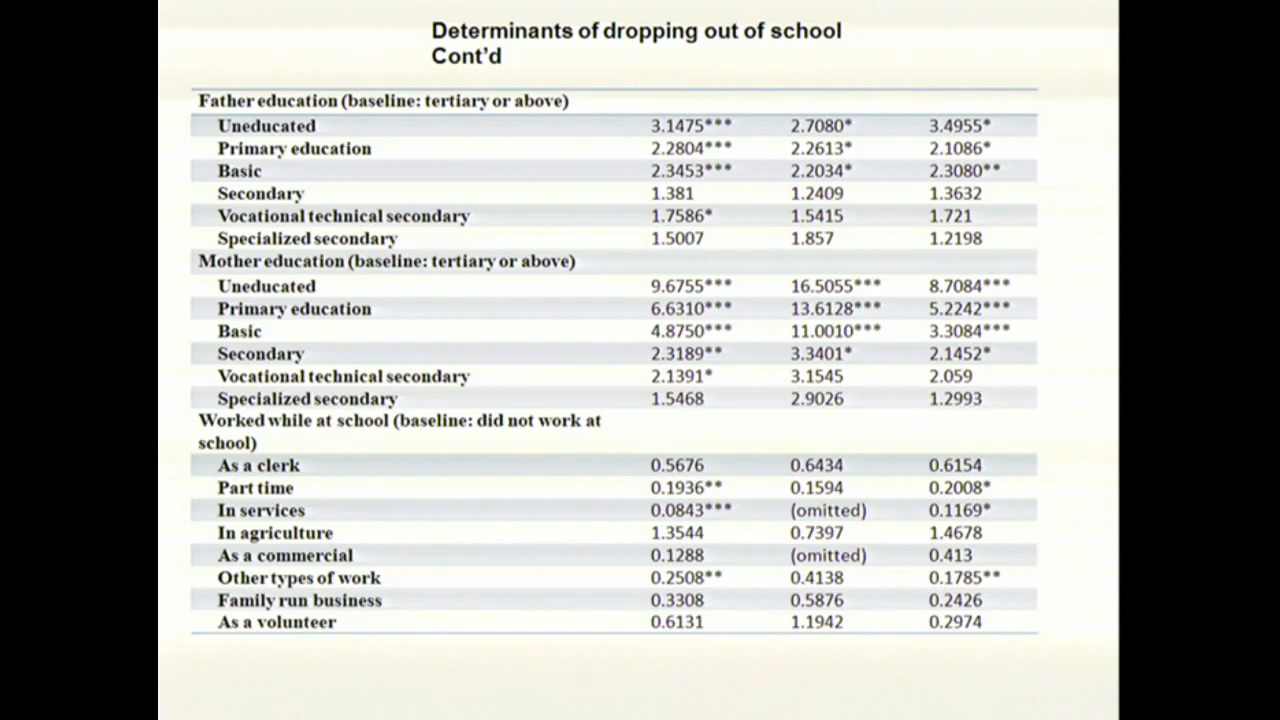 Determinants of dropping out of school
Cont'd
Father education (baseline: tertiary or above)
Uneducated 3.1475*** 2.7080* 3.4955*
Primary education 2.2804*** 2.2613* 2.1086*
Basic 2.3453*** 2.2034* 2.3080**
Secondary 1.381 1.2409 1.3632
Vocational technical secondary 1.7586* 1.5415 1.721
Specialized secondary 1.5007 1.857 1.2198
Mother education (baseline: tertiary or above)
Uneducated 9.6755*** 16.5055*** 8.7084***
Primary education 6.6310*** 13.6128*** 5.2242***
Basic 4.8750*** 11.0010*** 3.3084***
Secondary 2.3189** 3.3401* 2.1452*
Vocational technical secondary 2.1391* 3.1545 2.059
Specialized secondary 1.5468 2.9026 1.2993
Worked while at school (baseline: did not work at
school)
As a clerk 0.5676 0.6434 0.6154
Part time 0.1936** 0.1594 0.2008*
In services 0.0843*** (omitted) 0.1169*
In agriculture 1.3544 0.7397 1.4678
As a commercial 0.1288 (omitted) 0.413
Other types of work 0.2508** 0.4138 0.1785**
Family run business 0.3308 0.5876 0.2426
As a volunteer 0.6131 1.1942 0.2974